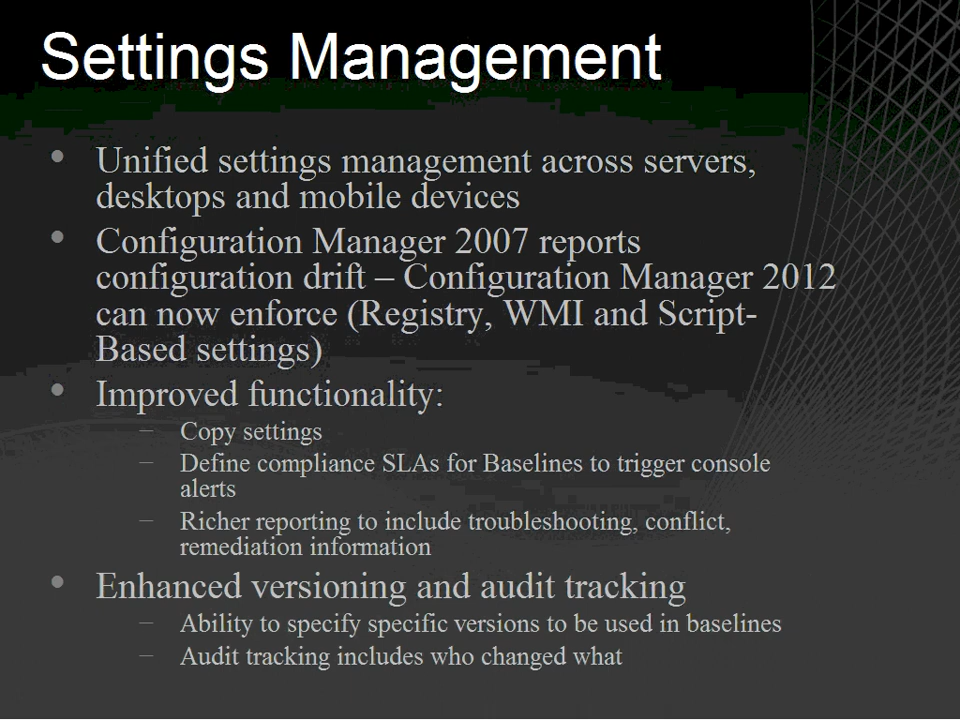 Settings Management
• Unified settings management across servers,
desktops and mobile devices
• Configuration Manager 2007 reports
configuration drift – Configuration Manager 2012
can now enforce (Registry, WMI and Script-
Based settings)
• Improved functionality:
– Copy settings
– Define compliance SLAs for Baselines to trigger console
alerts
– Richer reporting to include troubleshooting, conflict,
remediation information
• Enhanced versioning and audit tracking
– Ability to specify specific versions to be used in baselines
– Audit tracking includes who changed what